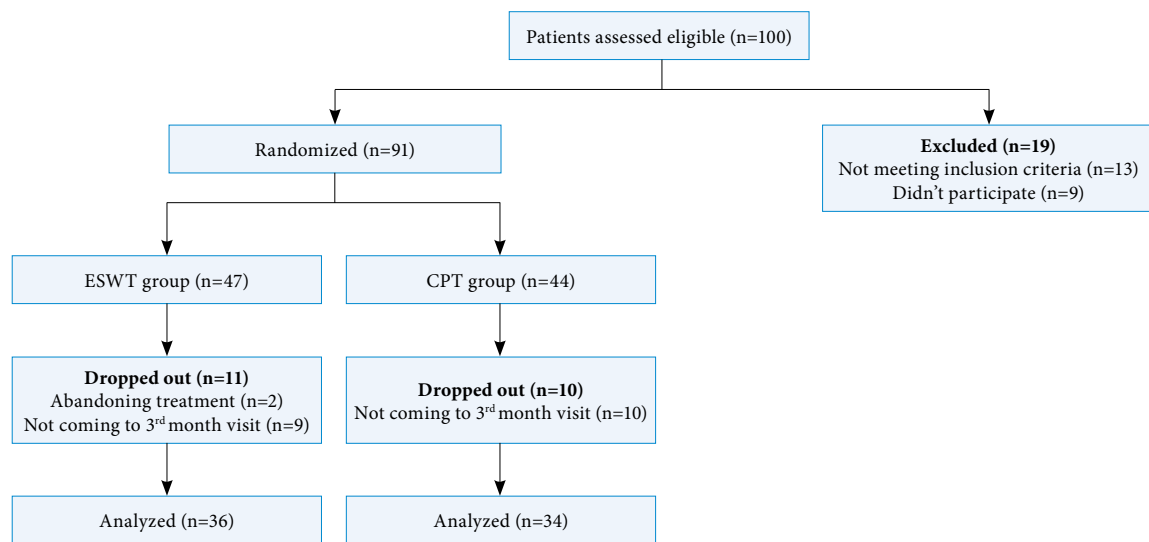 Patients assessed eligible (n=100)
Randomized (n=91)
Excluded (n=19)
Not meeting inclusion criteria (n=13)
Didn't participate (n=9)
ESWT group (n=47)
CPT group (n=44)
Dropped out (n=11)
Abandoning treatment (n=2)
Not coming to 3rd month visit (n=9)
Dropped out (n=10)
Not coming to 3rd month visit (n=10)
Analyzed (n=36)
Analyzed (n=34)